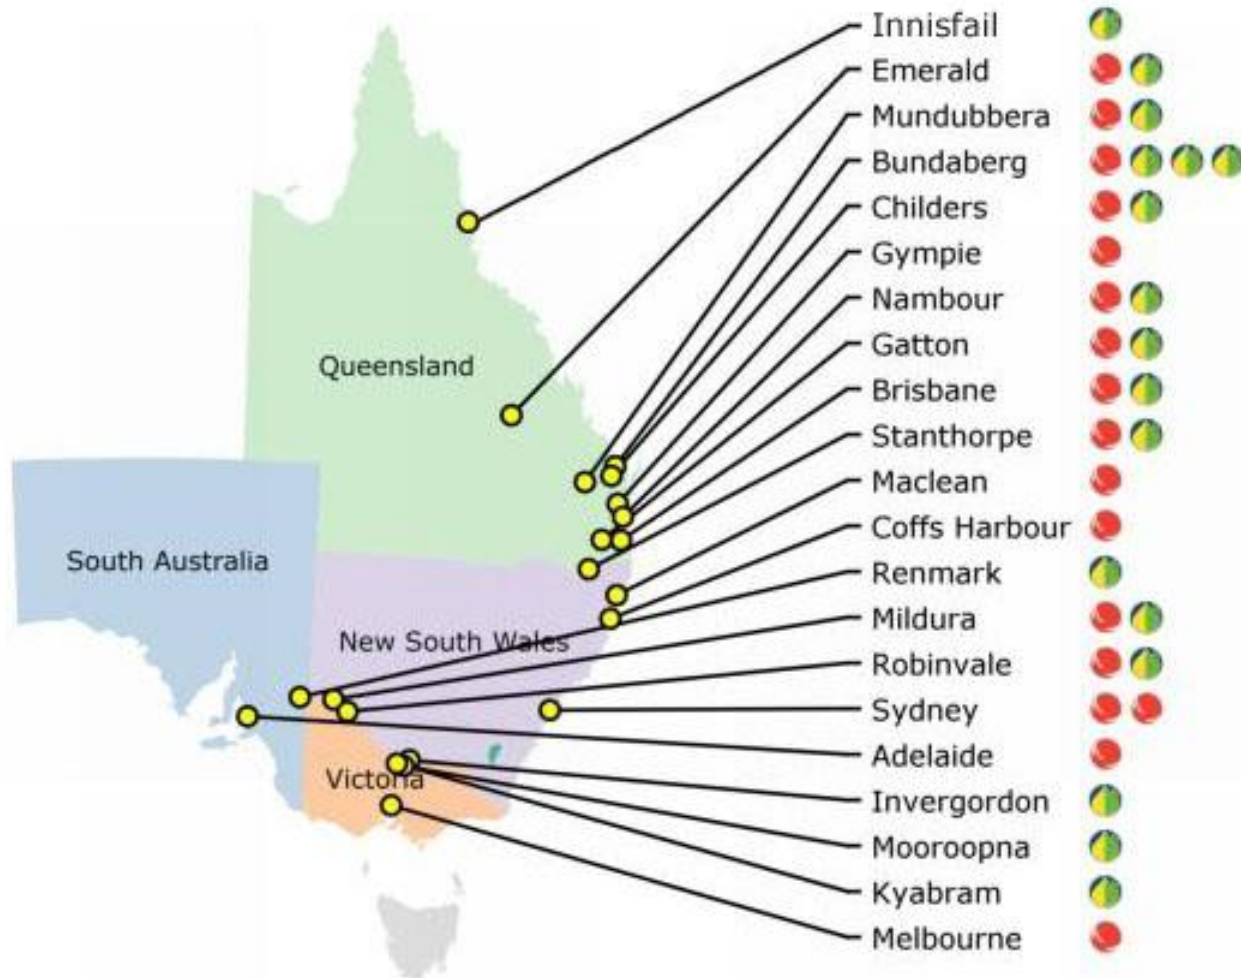 Innisfail
Emerald
Mundubbera
Bundaberg
Childers
Gympie
Nambour
Gatton
Brisbane
Stanthorpe
Maclean
Coffs Harbour
Renmark
Mildura
Robinvale
Sydney
Adelaide
Invergordon
Mooroopna
Kyabram
Melbourne
Queensland
South Australia
New South Wales
Victoria